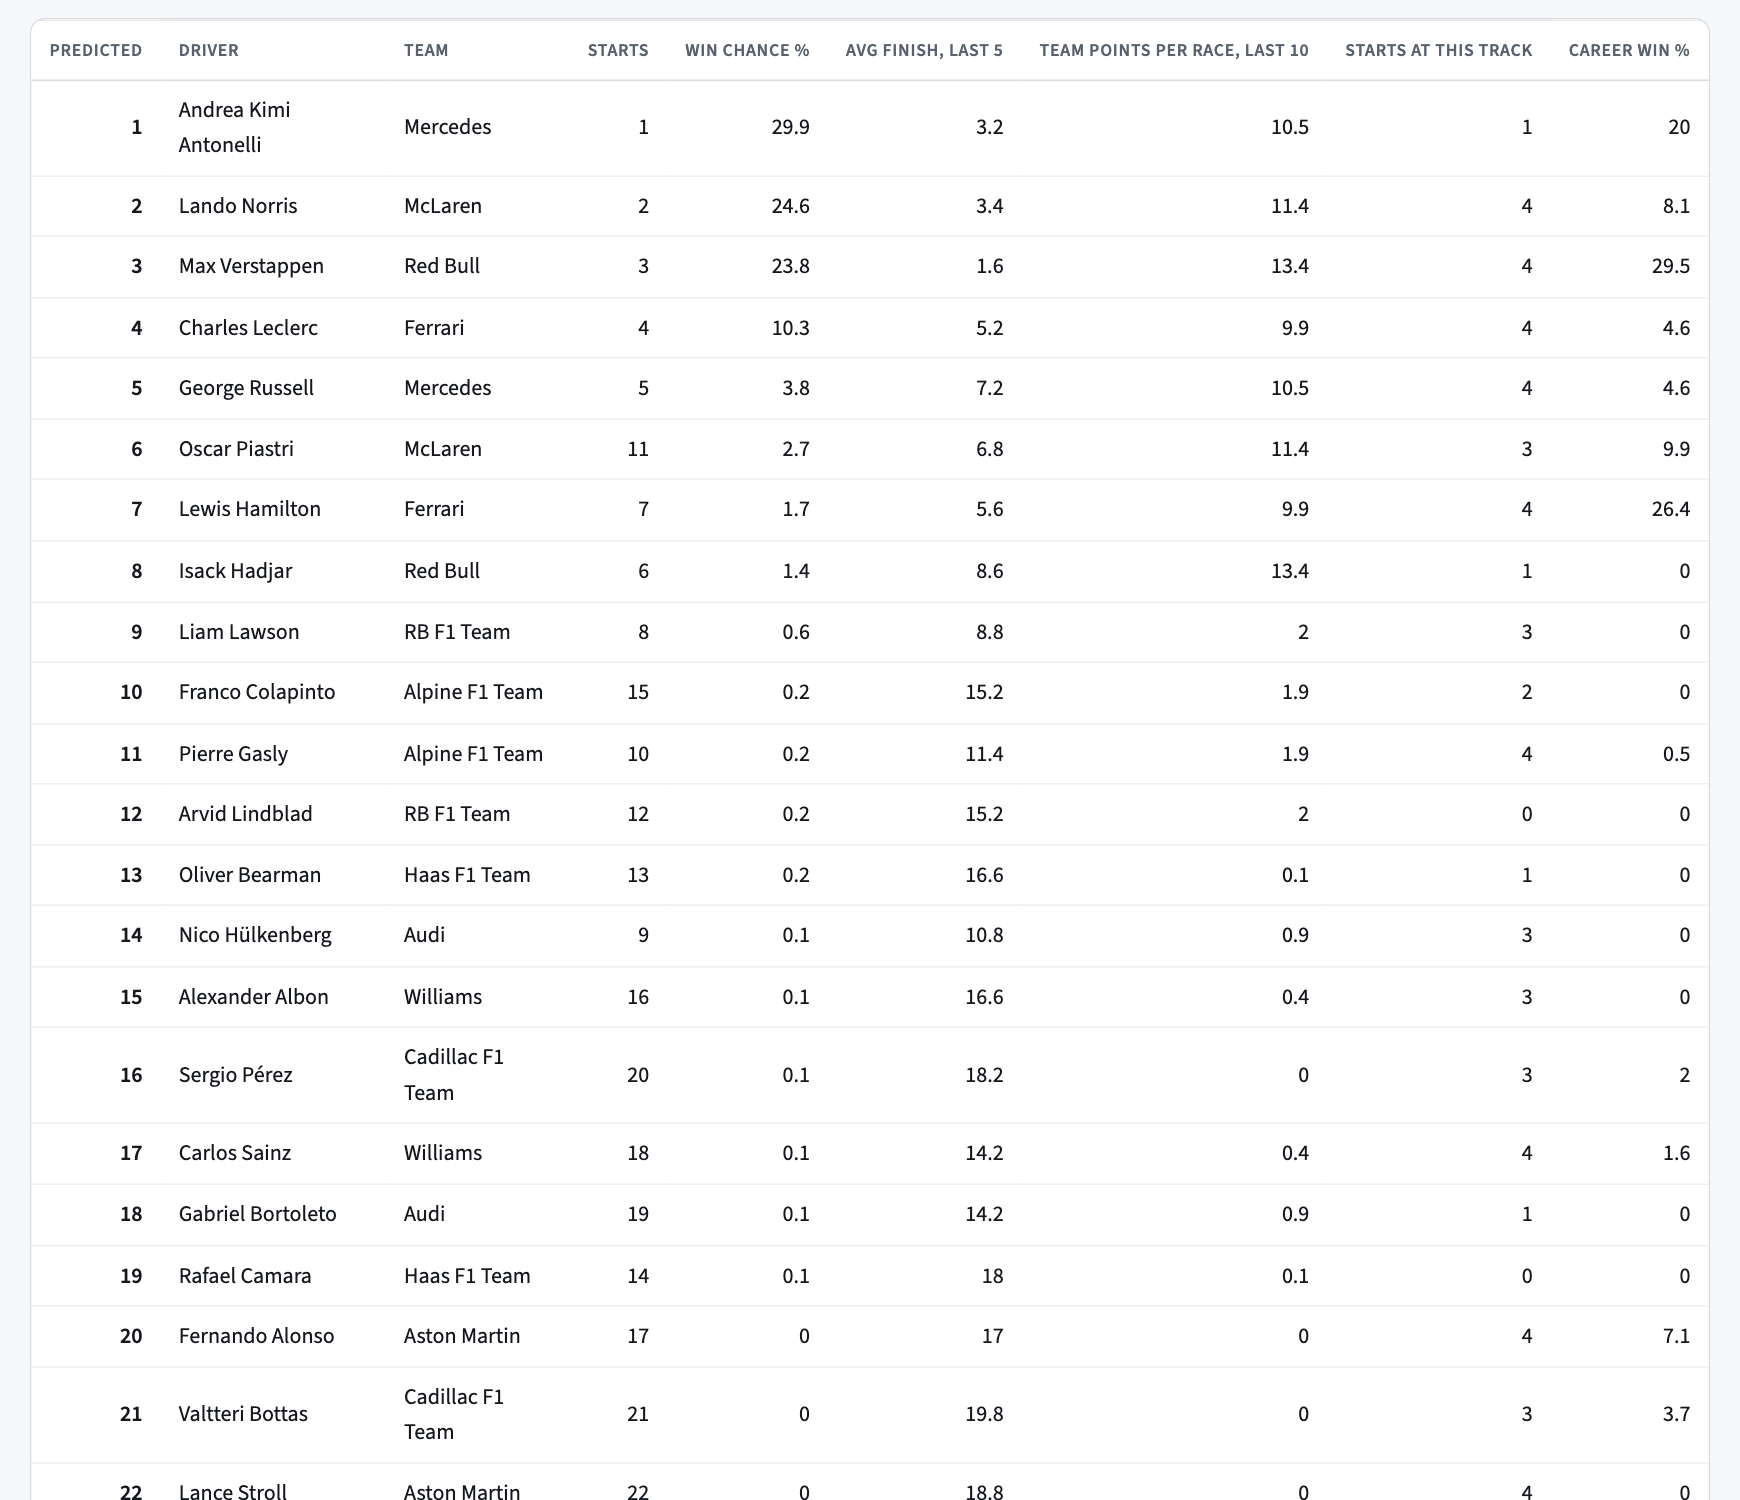 PREDICTED DRIVER TEAM STARTS WIN CHANCE % AVG FINISH, LAST 5 TEAM POINTS PER RACE, LAST 10 STARTS AT THIS TRACK CAREER WIN %
1 Andrea Kimi Antonelli Mercedes 1 29.9 3.2 10.5 1 20
2 Lando Norris McLaren 2 24.6 3.4 11.4 4 8.1
3 Max Verstappen Red Bull 3 23.8 1.6 13.4 4 29.5
4 Charles Leclerc Ferrari 4 10.3 5.2 9.9 4 4.6
5 George Russell Mercedes 5 3.8 7.2 10.5 4 4.6
6 Oscar Piastri McLaren 11 2.7 6.8 11.4 3 9.9
7 Lewis Hamilton Ferrari 7 1.7 5.6 9.9 4 26.4
8 Isack Hadjar Red Bull 6 1.4 8.6 13.4 1 0
9 Liam Lawson RB F1 Team 8 0.6 8.8 2 3 0
10 Franco Colapinto Alpine F1 Team 15 0.2 15.2 1.9 2 0
11 Pierre Gasly Alpine F1 Team 10 0.2 11.4 1.9 4 0.5
12 Arvid Lindblad RB F1 Team 12 0.2 15.2 2 0 0
13 Oliver Bearman Haas F1 Team 13 0.2 16.6 0.1 1 0
14 Nico Hülkenberg Audi 9 0.1 10.8 0.9 3 0
15 Alexander Albon Williams 16 0.1 16.6 0.4 3 0
16 Sergio Pérez Cadillac F1 Team 20 0.1 18.2 0 3 2
17 Carlos Sainz Williams 18 0.1 14.2 0.4 4 1.6
18 Gabriel Bortoleto Audi 19 0.1 14.2 0.9 1 0
19 Rafael Camara Haas F1 Team 14 0.1 18 0.1 0 0
20 Fernando Alonso Aston Martin 17 0 17 0 4 7.1
21 Valtteri Bottas Cadillac F1 Team 21 0 19.8 0 3 3.7
22 Lance Stroll Aston Martin 22 0 18.8 0 4 0